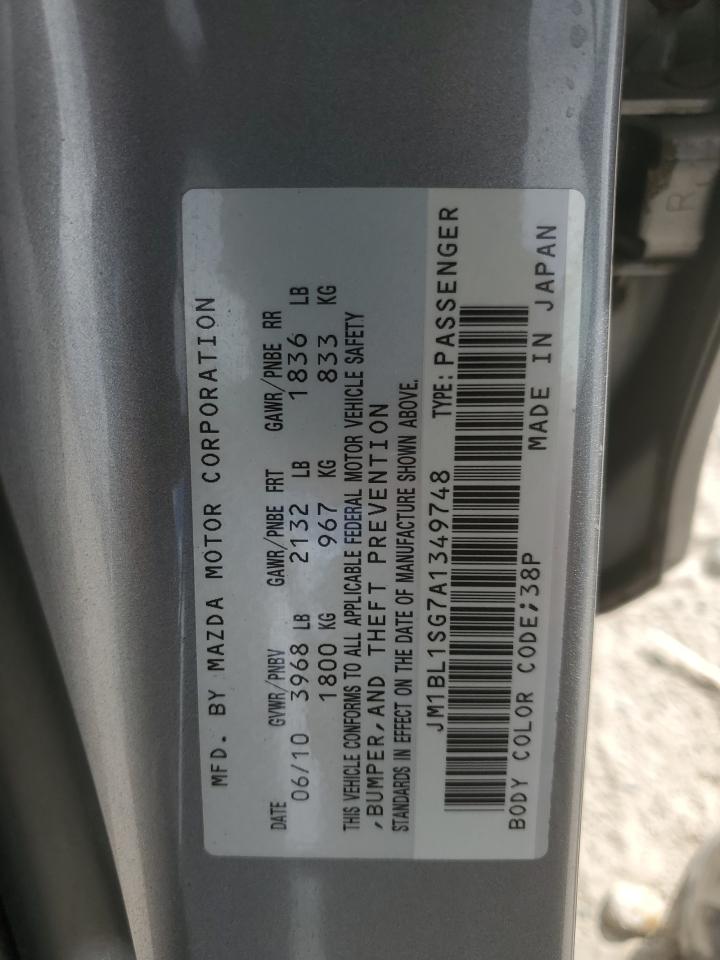 MFD. BY MAZDA MOTOR CORPORATION
DATE GVWR/PNBV GAWR/PNBE FRT GAWR/PNBE RR
06/10 3968 LB 2132 LB 1836 LB
1800 KG 967 KG 833 KG
THIS VEHICLE CONFORMS TO ALL APPLICABLE FEDERAL MOTOR VEHICLE SAFETY
,BUMPER,AND THEFT PREVENTION
STANDARDS IN EFFECT ON THE DATE OF MANUFACTURE SHOWN ABOVE.
JM1BL1SG7A1349748 TYPE:PASSENGER
BODY COLOR CODE;38P MADE IN JAPAN